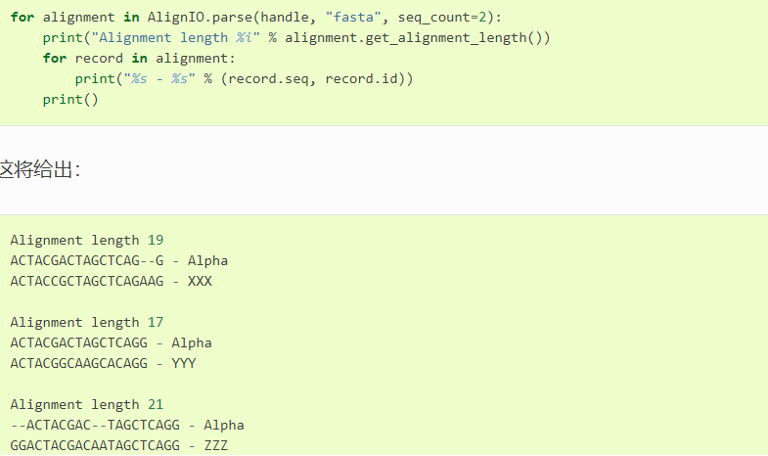 for alignment in AlignIO.parse(handle, "fasta", seq_count=2):
    print("Alignment length %i" % alignment.get_alignment_length())
    for record in alignment:
        print("%s - %s" % (record.seq, record.id))
    print()
这将给出：
Alignment length 19
ACTACGACTAGCTCAG--G - Alpha
ACTACCGCTAGCTCAGAAG - XXX
Alignment length 17
ACTACGACTAGCTCAGG - Alpha
ACTACGGCAAGCACAGG - YYY
Alignment length 21
--ACTACGAC--TAGCTCAGG - Alpha
GGACTACGACAATAGCTCAGG - ZZZ